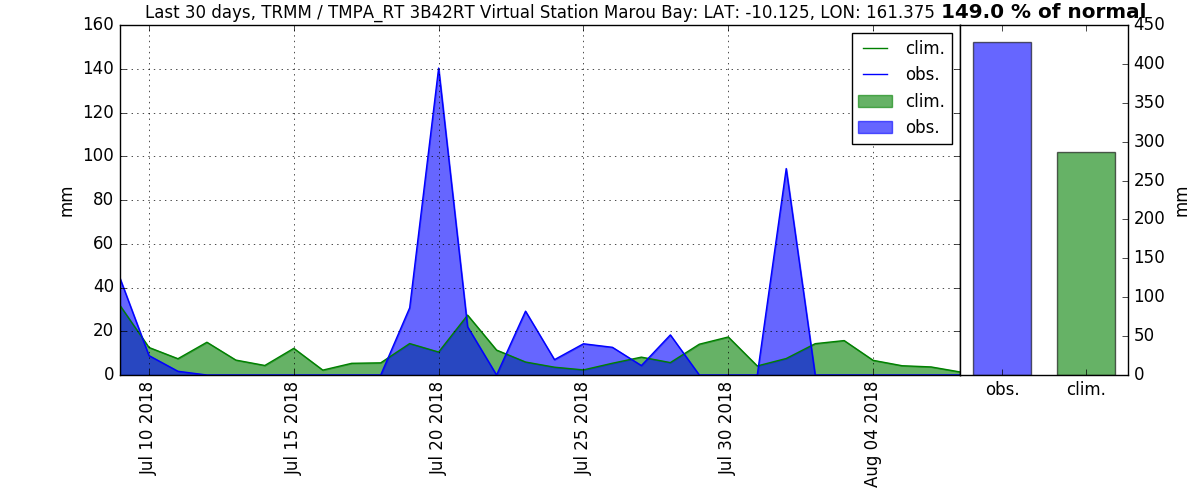 Last 30 days, TRMM / TMPA_RT 3B42RT Virtual Station Marou Bay: LAT: -10.125, LON: 161.375
149.0 % of normal
160
140
120
100
80
60
40
20
0
mm
Jul 10 2018
Jul 15 2018
Jul 20 2018
Jul 25 2018
Jul 30 2018
Aug 04 2018
clim.
obs.
clim.
obs.
450
400
350
300
250
200
150
100
50
0
mm
obs.
clim.